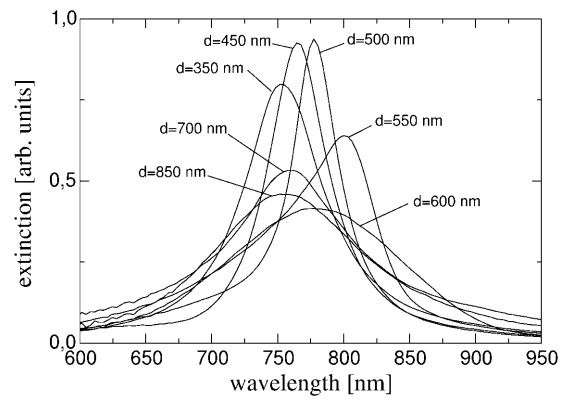 1,0
d=450 nm
d=500 nm
d=350 nm
d=550 nm
d=700 nm
0,5
d=850 nm
d=600 nm
extinction [arb. units]
0,0
600 650 700 750 800 850 900 950
wavelength [nm]